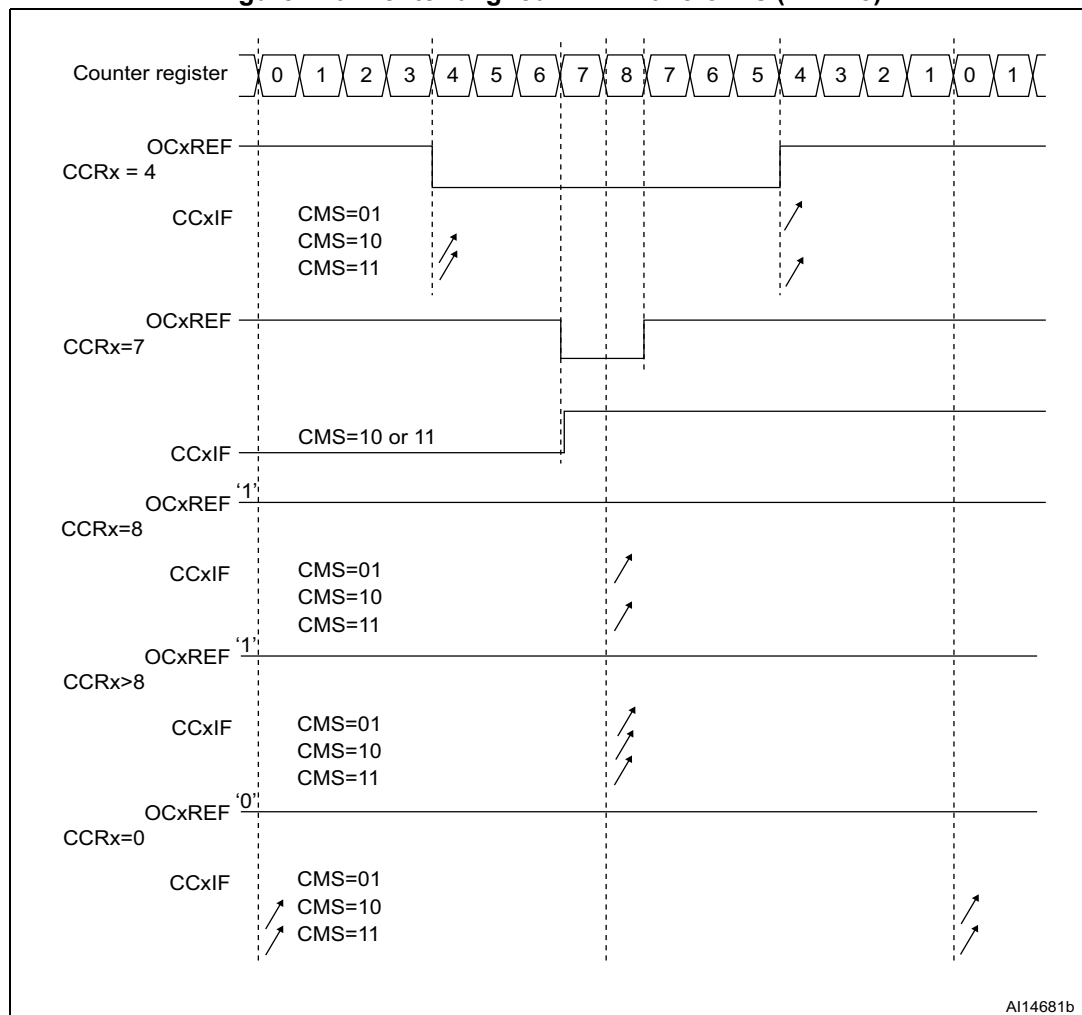 Counter register 0 1 2 3 4 5 6 7 8 7 6 5 4 3 2 1 0 1
OCxREF
CCRx = 4
CCxIF CMS=01
CMS=10
CMS=11
OCxREF
CCRx=7
CMS=10 or 11
CCxIF
OCxREF '1'
CCRx=8
CCxIF CMS=01
CMS=10
CMS=11
OCxREF '1'
CCRx>8
CCxIF CMS=01
CMS=10
CMS=11
OCxREF '0'
CCRx=0
CCxIF CMS=01
CMS=10
CMS=11
AI14681b